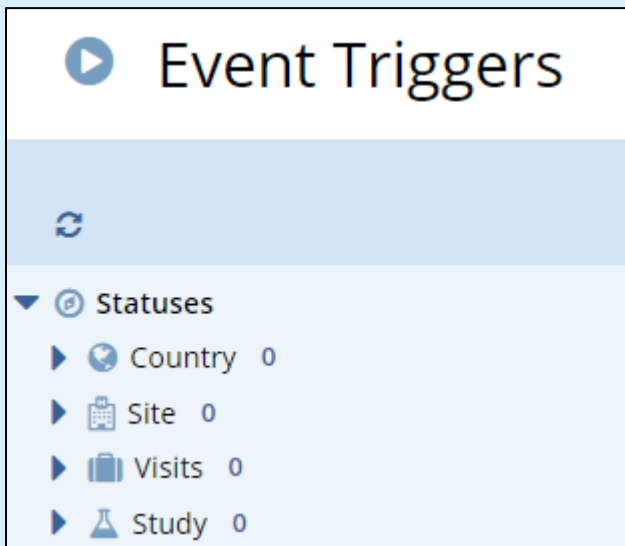 Event Triggers
Statuses
Country 0
Site 0
Visits 0
Study 0